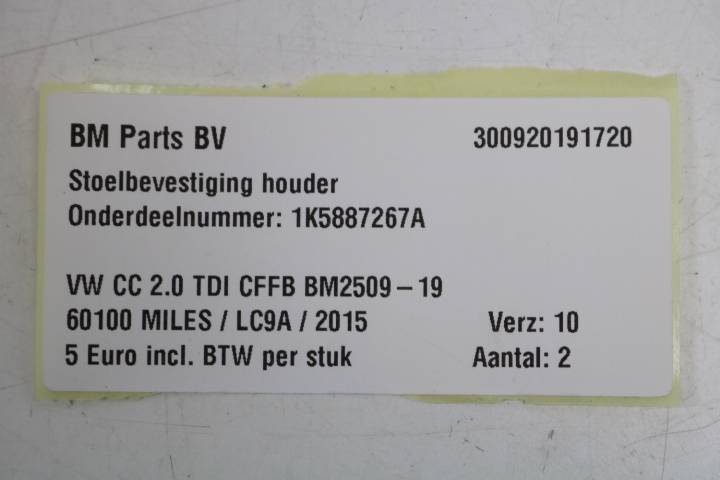 BM Parts BV 300920191720
Stoelbevestiging houder
Onderdeelnummer: 1K5887267A
VW CC 2.0 TDI CFFB BM2509 – 19
60100 MILES / LC9A / 2015 Verz: 10
5 Euro incl. BTW per stuk Aantal: 2